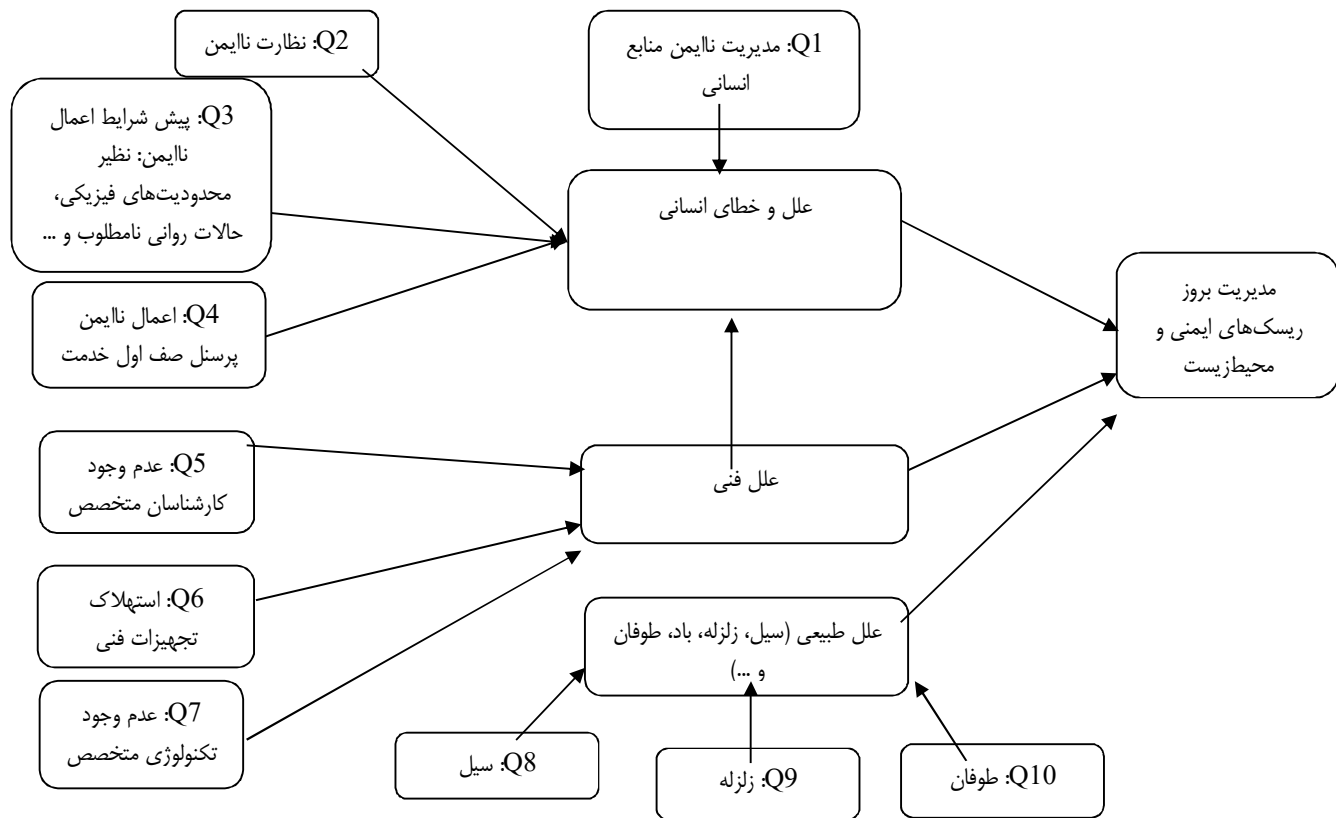 Q2: نظارت ناایمن
Q1: مدیریت ناایمن منابع
انسانی
Q3: پیش شرایط اعمال
ناایمن: نظیر
محدودیت‌های فیزیکی،
حالات روانی نامطلوب و ...
علل و خطای انسانی
Q4: اعمال ناایمن
پرسنل صف اول خدمت
مدیریت بروز
ریسک‌های ایمنی و
محیط‌زیست
Q5: عدم وجود
کارشناسان متخصص
علل فنی
Q6: استهلاک
تجهیزات فنی
علل طبیعی (سیل، زلزله، باد، طوفان
و ...)
Q7: عدم وجود
تکنولوژی متخصص
Q8: سیل
Q9: زلزله
Q10: طوفان